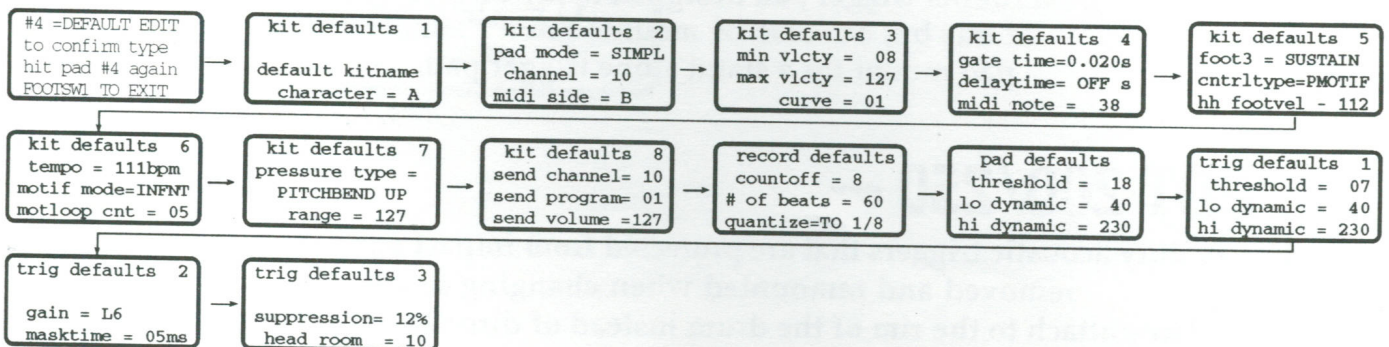 #4 =DEFAULT EDIT
to confirm type
hit pad #4 again
FOOTSW1 TO EXIT
kit defaults 1
default kitname
character = A
kit defaults 2
pad mode = SIMPL
channel = 10
midi side = B
kit defaults 3
min vlcty = 08
max vlcty = 127
curve = 01
kit defaults 4
gate time=0.020s
delaytime= OFF s
midi note = 38
kit defaults 5
foot3 = SUSTAIN
cntrltype=PMOTIF
hh footvel - 112
kit defaults 6
tempo = 111bpm
motif mode=INFNT
motloop cnt = 05
kit defaults 7
pressure type =
PITCHBEND UP
range = 127
kit defaults 8
send channel= 10
send program= 01
send volume =127
record defaults
countoff = 8
# of beats = 60
quantize=TO 1/8
pad defaults
threshold = 18
lo dynamic = 40
hi dynamic = 230
trig defaults 1
threshold = 07
lo dynamic = 40
hi dynamic = 230
trig defaults 2
gain = L6
masktime = 05ms
trig defaults 3
suppression= 12%
head room = 10